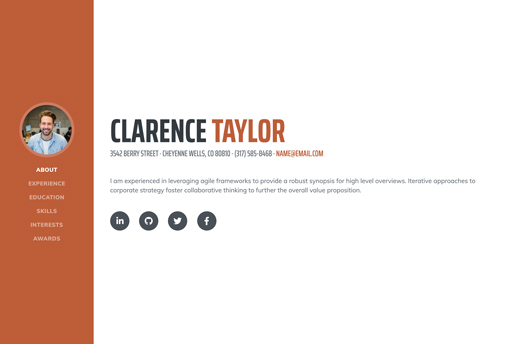 ABOUT
EXPERIENCE
EDUCATION
SKILLS
INTERESTS
AWARDS
CLARENCE TAYLOR
3542 BERRY STREET · CHEYENNE WELLS, CO 80810 · (317) 585-8468 · NAME@EMAIL.COM
I am experienced in leveraging agile frameworks to provide a robust synopsis for high level overviews. Iterative approaches to
corporate strategy foster collaborative thinking to further the overall value proposition.